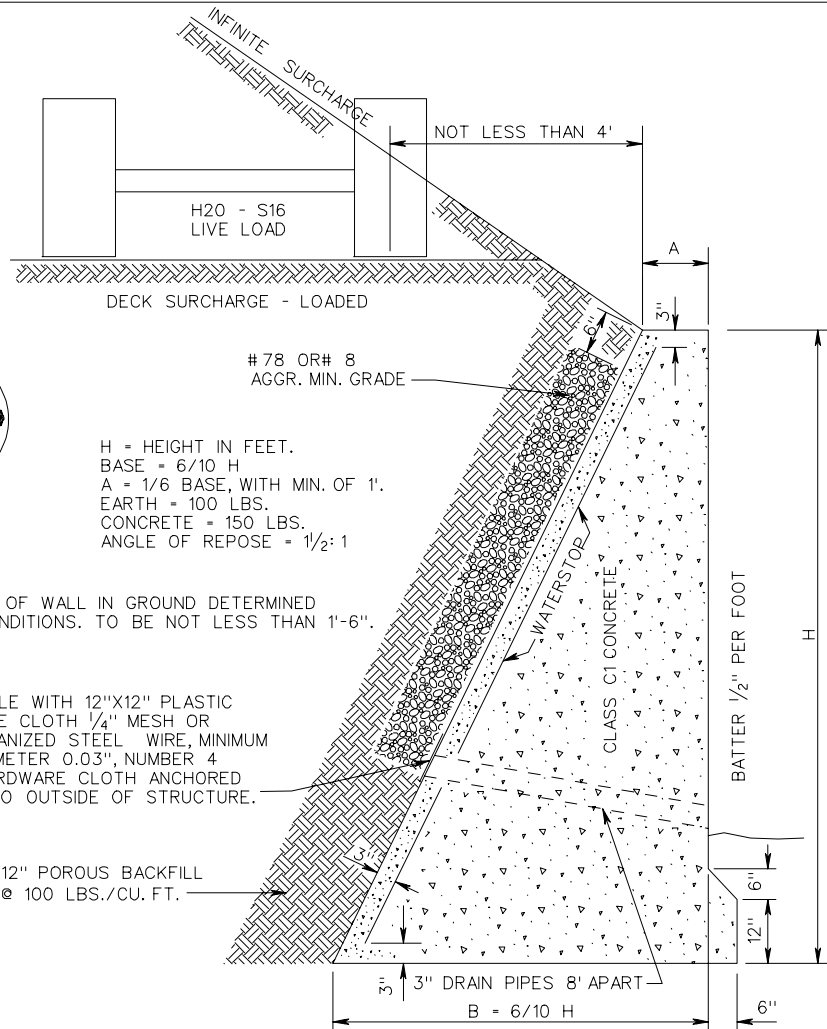 INFINITE SURCHARGE
NOT LESS THAN 4'
H20 - S16
LIVE LOAD
A
DECK SURCHARGE - LOADED
3"
6"
#78 OR# 8
AGGR. MIN. GRADE
H = HEIGHT IN FEET.
BASE = 6/10 H
A = 1/6 BASE, WITH MIN. OF 1'.
EARTH = 100 LBS.
CONCRETE = 150 LBS.
ANGLE OF REPOSE = 1 1/2: 1
WATERSTOP
CLASS C1 CONCRETE
BATTER 1/2" PER FOOT
H
OF WALL IN GROUND DETERMINED
NDITIONS. TO BE NOT LESS THAN 1'-6".
LE WITH 12"X12" PLASTIC
E CLOTH 1/4" MESH OR
ANIZED STEEL WIRE, MINIMUM
METER 0.03", NUMBER 4
RDWARE CLOTH ANCHORED
O OUTSIDE OF STRUCTURE.
3"
12" POROUS BACKFILL
@ 100 LBS./CU. FT.
6"
12"
3"
3" DRAIN PIPES 8' APART
B = 6/10 H
6"